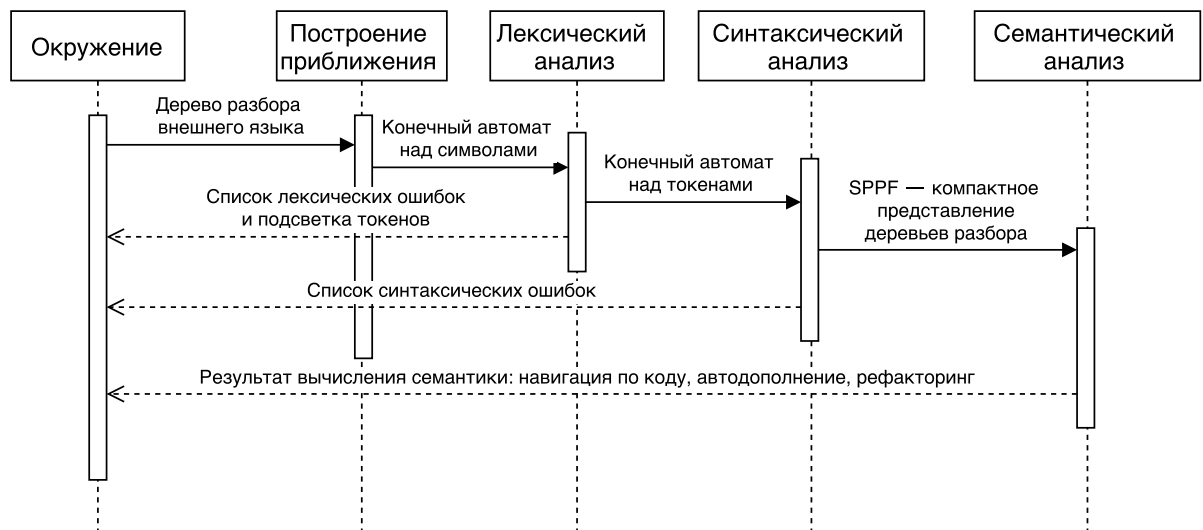 Окружение
Построение
приближения
Лексический
анализ
Синтаксический
анализ
Семантический
анализ
Дерево разбора
внешнего языка
Конечный автомат
над символами
Конечный автомат
над токенами
SPPF — компактное
представление
деревьев разбора
Список лексических ошибок
и подсветка токенов
Список синтаксических ошибок
Результат вычисления семантики: навигация по коду, автодополнение, рефакторинг